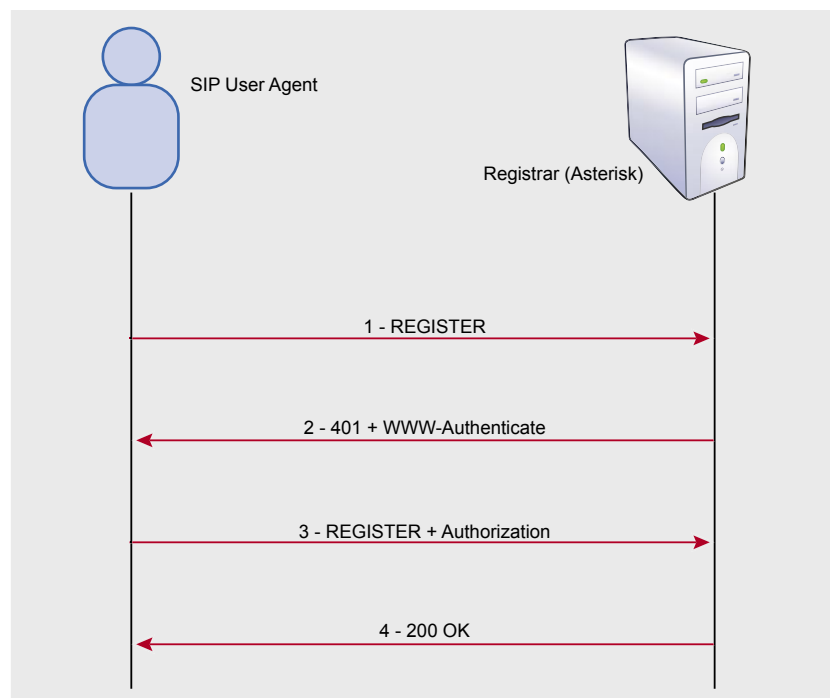 SIP User Agent
Registrar (Asterisk)
1 - REGISTER
2 - 401 + WWW-Authenticate
3 - REGISTER + Authorization
4 - 200 OK